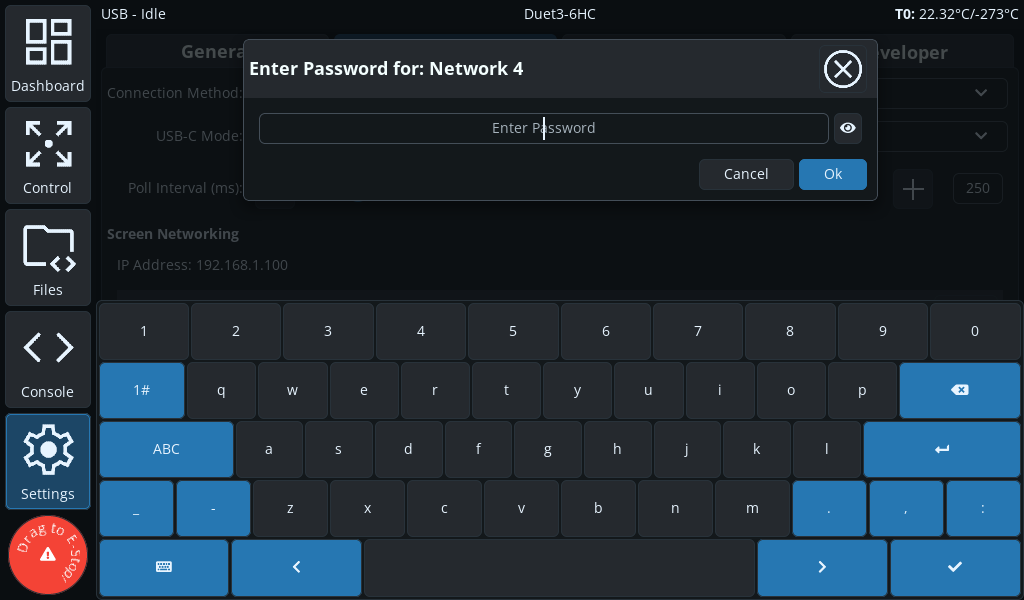 USB - Idle
Duet3-6HC
T0: 22.32°C/-273°C
Dashboard
Control
Files
Console
Settings
Drag to E-Stop!
Genera
veloper
Enter Password for: Network 4
Enter Password
Cancel
Ok
Connection Method:
USB-C Mode:
Poll Interval (ms):
250
Screen Networking
IP Address: 192.168.1.100
1 2 3 4 5 6 7 8 9 0
1# q w e r t y u i o p
ABC a s d f g h j k l
_ - z x c v b n m . , :